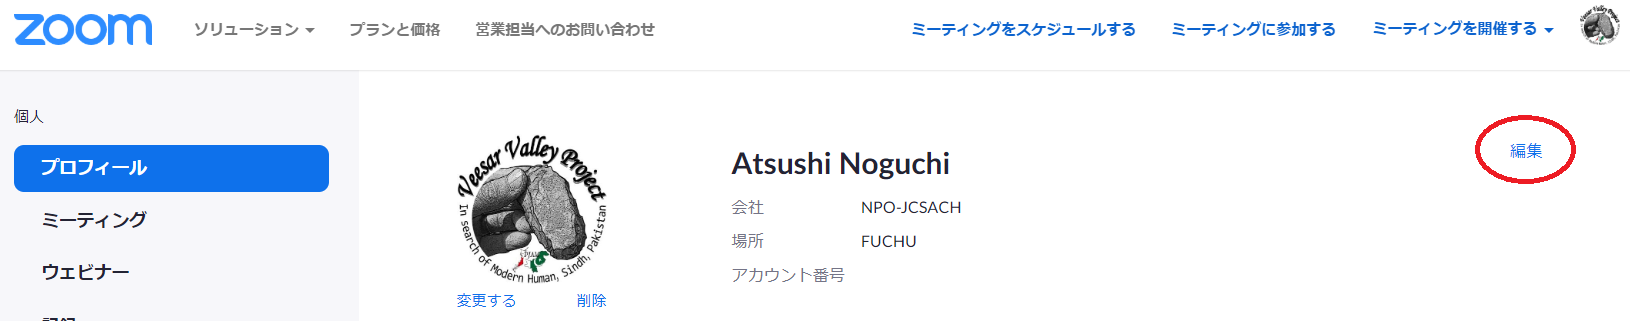 zoom ソリューション プランと価格 営業担当へのお問い合わせ ミーティングをスケジュールする ミーティングに参加する ミーティングを開催する
個人
プロフィール
ミーティング
ウェビナー
記録
Veesar Valley Project
In search of Modern Human, Sindh, Pakistan
変更する 削除
Atsushi Noguchi
会社 NPO-JCSACH
場所 FUCHU
アカウント番号
編集